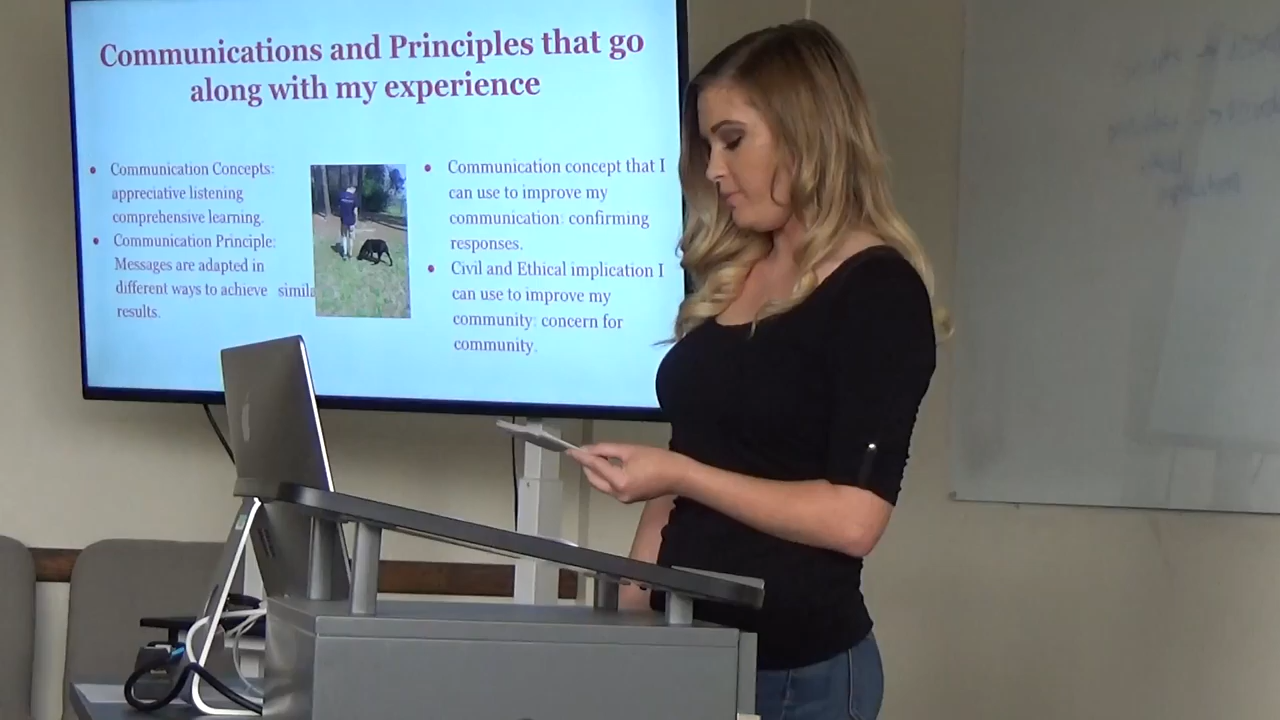 Communications and Principles that go
along with my experience
Communication Concepts:
appreciative listening
comprehensive learning.
Communication Principle:
Messages are adapted in
different ways to achieve simila
results.
Communication concept that I
can use to improve my
communication: confirming
responses.
Civil and Ethical implication I
can use to improve my
community: concern for
community.